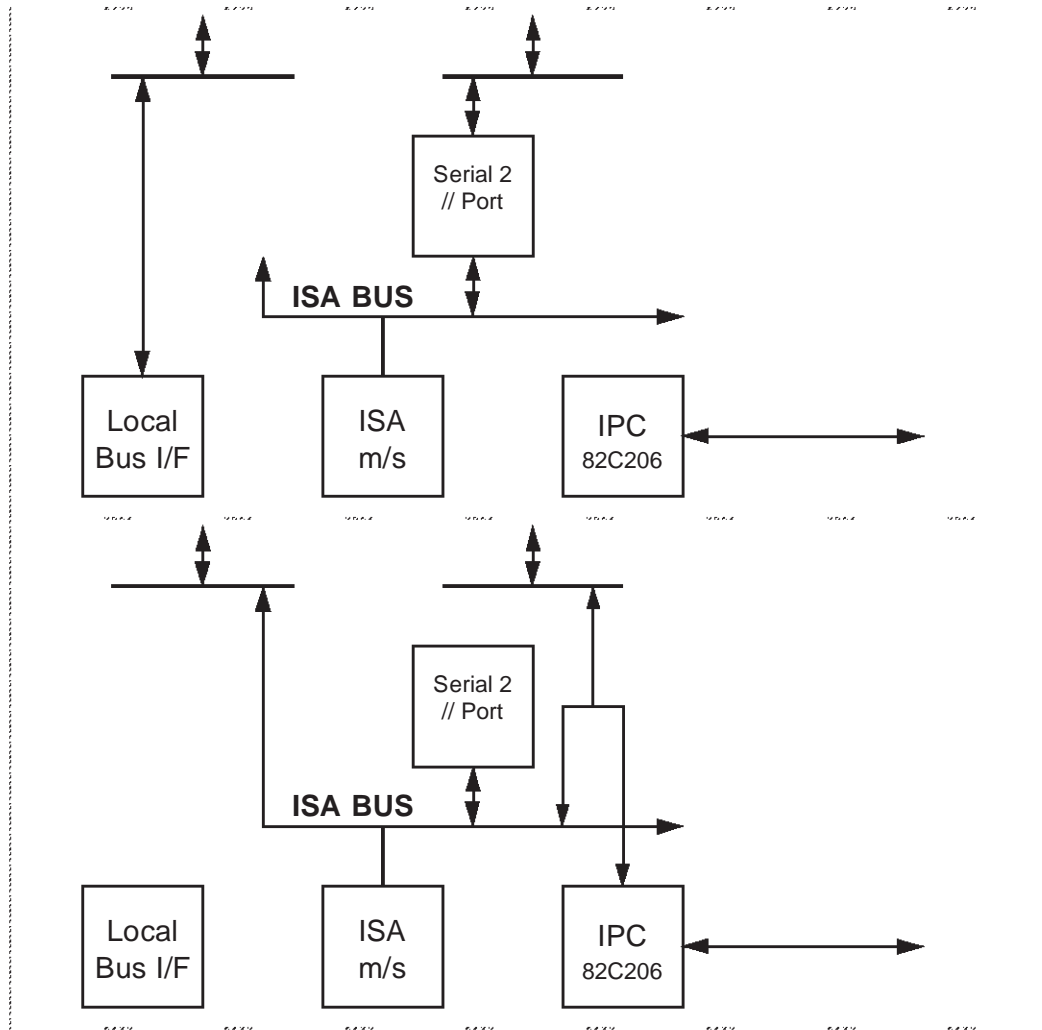 Serial 2
// Port
ISA BUS
Local
Bus I/F
ISA
m/s
IPC
82C206
Serial 2
// Port
ISA BUS
Local
Bus I/F
ISA
m/s
IPC
82C206